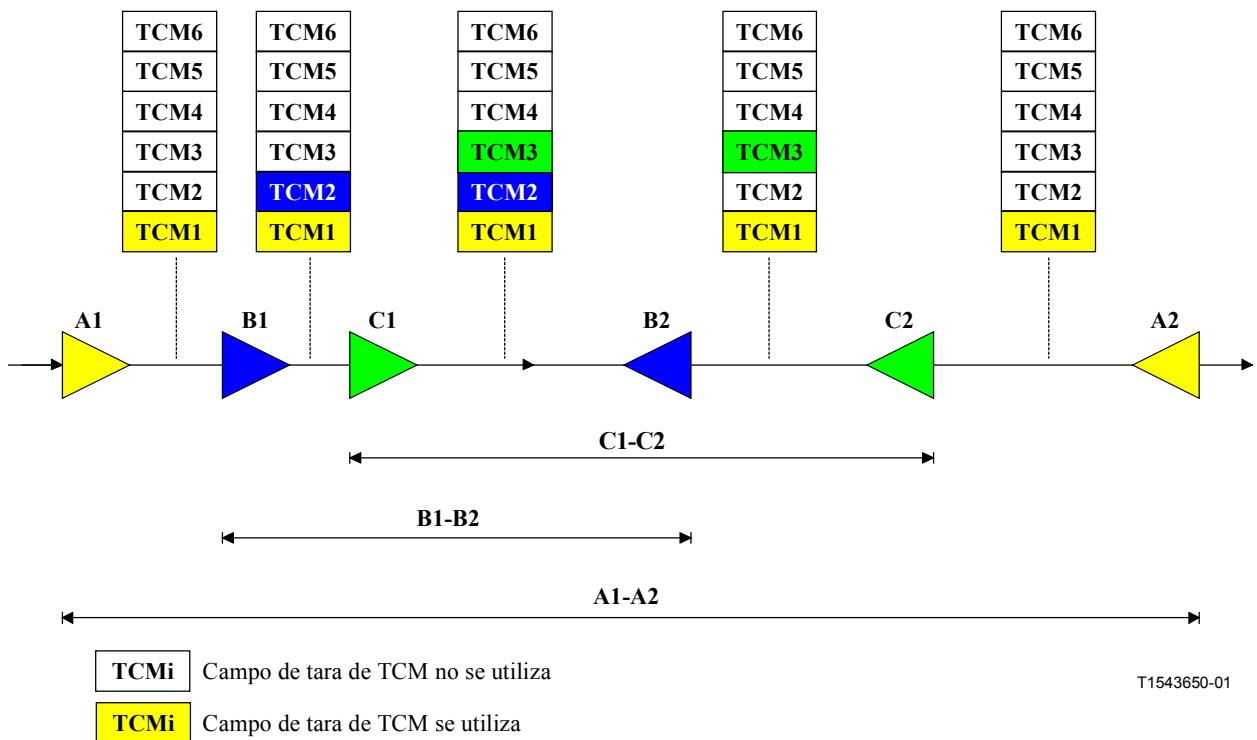 TCM6 TCM6 TCM6 TCM6 TCM6
TCM5 TCM5 TCM5 TCM5 TCM5
TCM4 TCM4 TCM4 TCM4 TCM4
TCM3 TCM3 TCM3 TCM3 TCM3
TCM2 TCM2 TCM2 TCM2 TCM2
TCM1 TCM1 TCM1 TCM1 TCM1
A1 B1 C1 B2 C2 A2
C1-C2
B1-B2
A1-A2
TCMi Campo de tara de TCM no se utiliza
T1543650-01
TCMi Campo de tara de TCM se utiliza